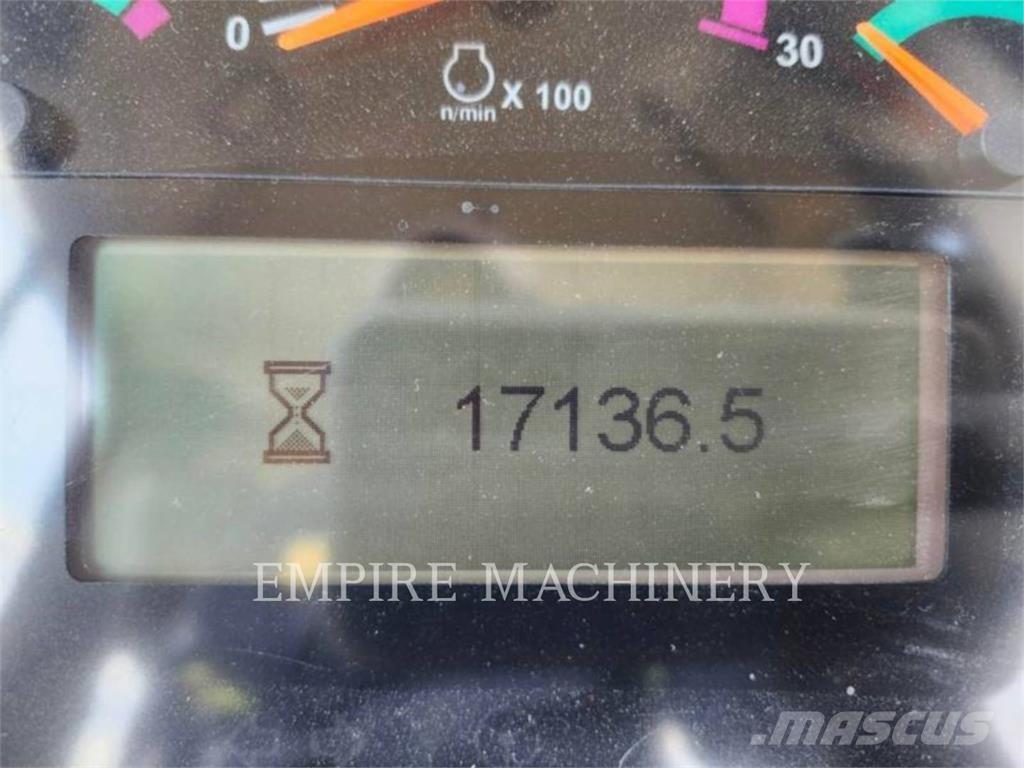 0
30
X 100
n/min
17136.5
EMPIRE MACHINERY
MASCUS